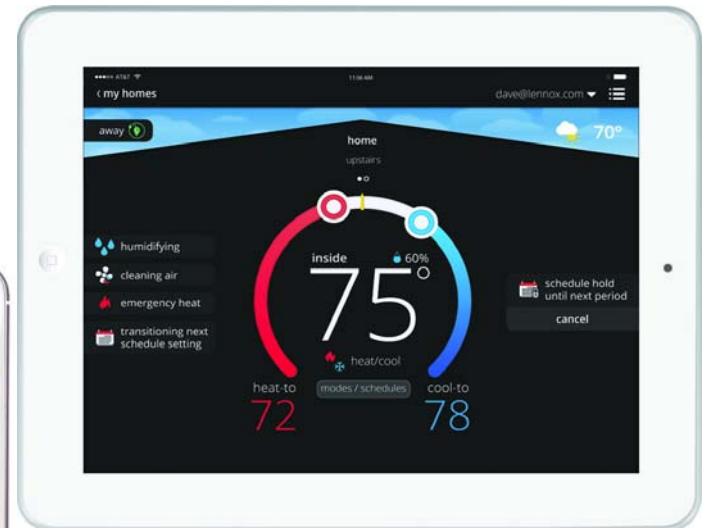 AT&T
11:06 AM
my homes
dave@lennox.com
away
70°
home
upstairs
humidifying
cleaning air
emergency heat
transitioning next
schedule setting
inside
60%
75°
heat/cool
modes / schedules
heat-to
72
cool-to
78
schedule hold
until next period
cancel